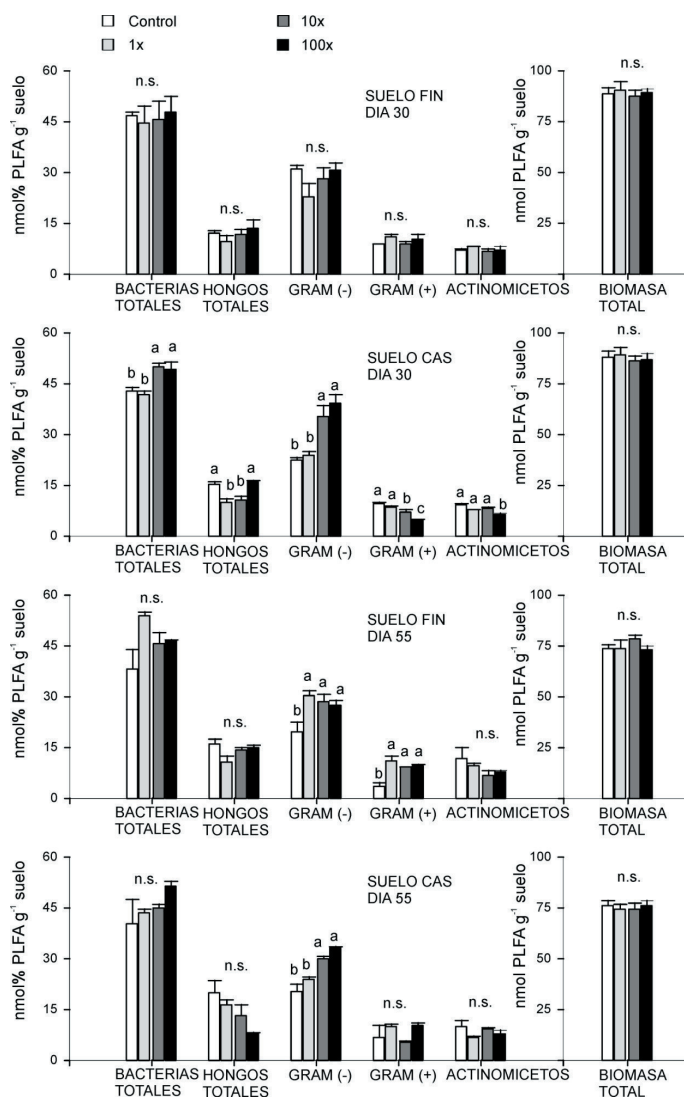 Control
10x
1x
100x
nmol% PLFA g⁻¹ suelo
60
45
30
15
0
n.s.
n.s.
n.s.
n.s.
n.s.
SUELO FIN
DIA 30
BACTERIAS
TOTALES
HONGOS
TOTALES
GRAM (-)
GRAM (+)
ACTINOMICETOS
nmol PLFA g⁻¹ suelo
100
75
50
25
n.s.
BIOMASA
TOTAL
nmol% PLFA g⁻¹ suelo
60
45
30
15
0
b b a a
a b b a
b b a a
a a b c
a a a b
SUELO CAS
DIA 30
BACTERIAS
TOTALES
HONGOS
TOTALES
GRAM (-)
GRAM (+)
ACTINOMICETOS
nmol PLFA g⁻¹ suelo
100
75
50
25
n.s.
BIOMASA
TOTAL
nmol% PLFA g⁻¹ suelo
60
45
30
15
0
n.s.
n.s.
b a a a
b a a a
n.s.
SUELO FIN
DIA 55
BACTERIAS
TOTALES
HONGOS
TOTALES
GRAM (-)
GRAM (+)
ACTINOMICETOS
nmol PLFA g⁻¹ suelo
100
75
50
25
n.s.
BIOMASA
TOTAL
nmol% PLFA g⁻¹ suelo
60
45
30
15
0
n.s.
n.s.
b b a a
n.s.
n.s.
SUELO CAS
DIA 55
BACTERIAS
TOTALES
HONGOS
TOTALES
GRAM (-)
GRAM (+)
ACTINOMICETOS
nmol PLFA g⁻¹ suelo
100
75
50
25
n.s.
BIOMASA
TOTAL